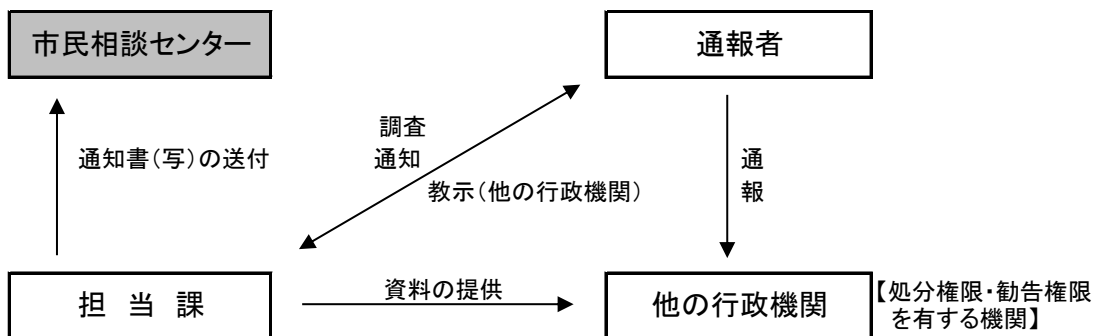 市民相談センター
通報者
調査
通知書(写)の送付
通知
通
報
教示(他の行政機関)
担 当 課
資料の提供
他の行政機関
【処分権限・勧告権限
を有する機関】